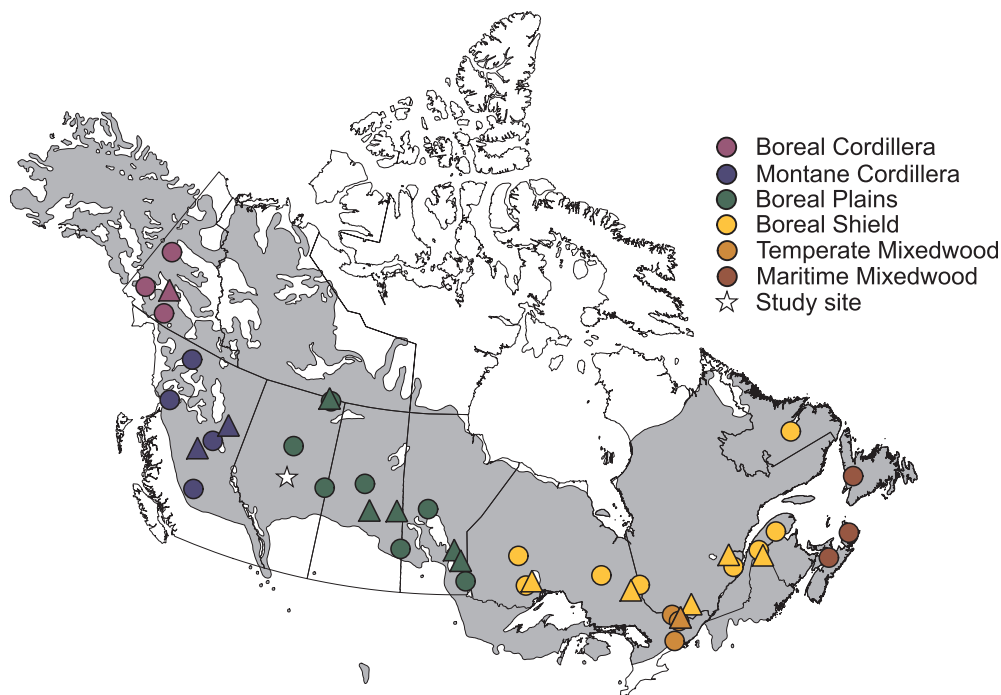 Boreal Cordillera
Montane Cordillera
Boreal Plains
Boreal Shield
Temperate Mixedwood
Maritime Mixedwood
Study site